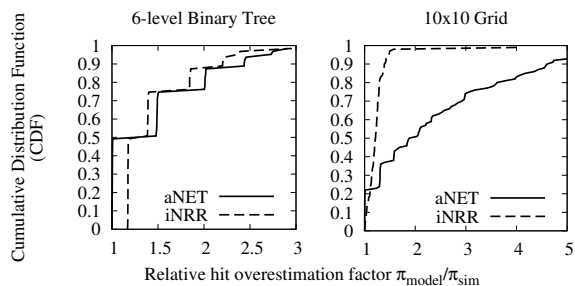 6-level Binary Tree
10x10 Grid
Cumulative Distribution Function
(CDF)
1
0.9
0.8
0.7
0.6
0.5
0.4
0.3
0.2
0.1
0
aNET
iNRR
1 1.5 2 2.5 3
1
0.9
0.8
0.7
0.6
0.5
0.4
0.3
0.2
0.1
0
aNET
iNRR
1 2 3 4 5
Relative hit overestimation factor π_model/π_sim